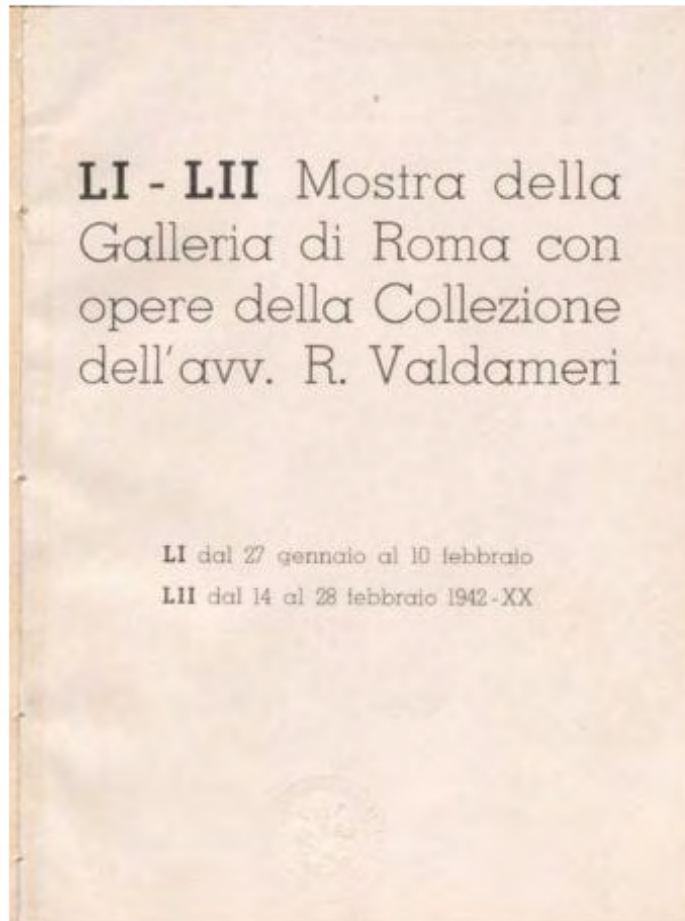 LI - LII Mostra della
Galleria di Roma con
opere della Collezione
dell'avv. R. Valdameri
LI dal 27 gennaio al 10 febbraio
LII dal 14 al 28 febbraio 1942-XX